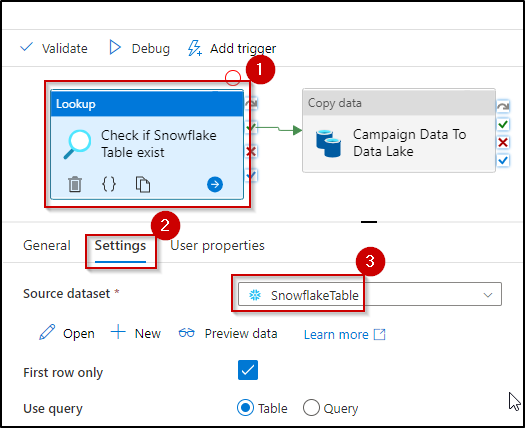 Validate Debug Add trigger
1
Lookup
Check if Snowflake
Table exist
{}
Copy data
Campaign Data To
Data Lake
2
General Settings User properties
3
Source dataset * SnowflakeTable
Open New Preview data Learn more
First row only
Use query Table Query